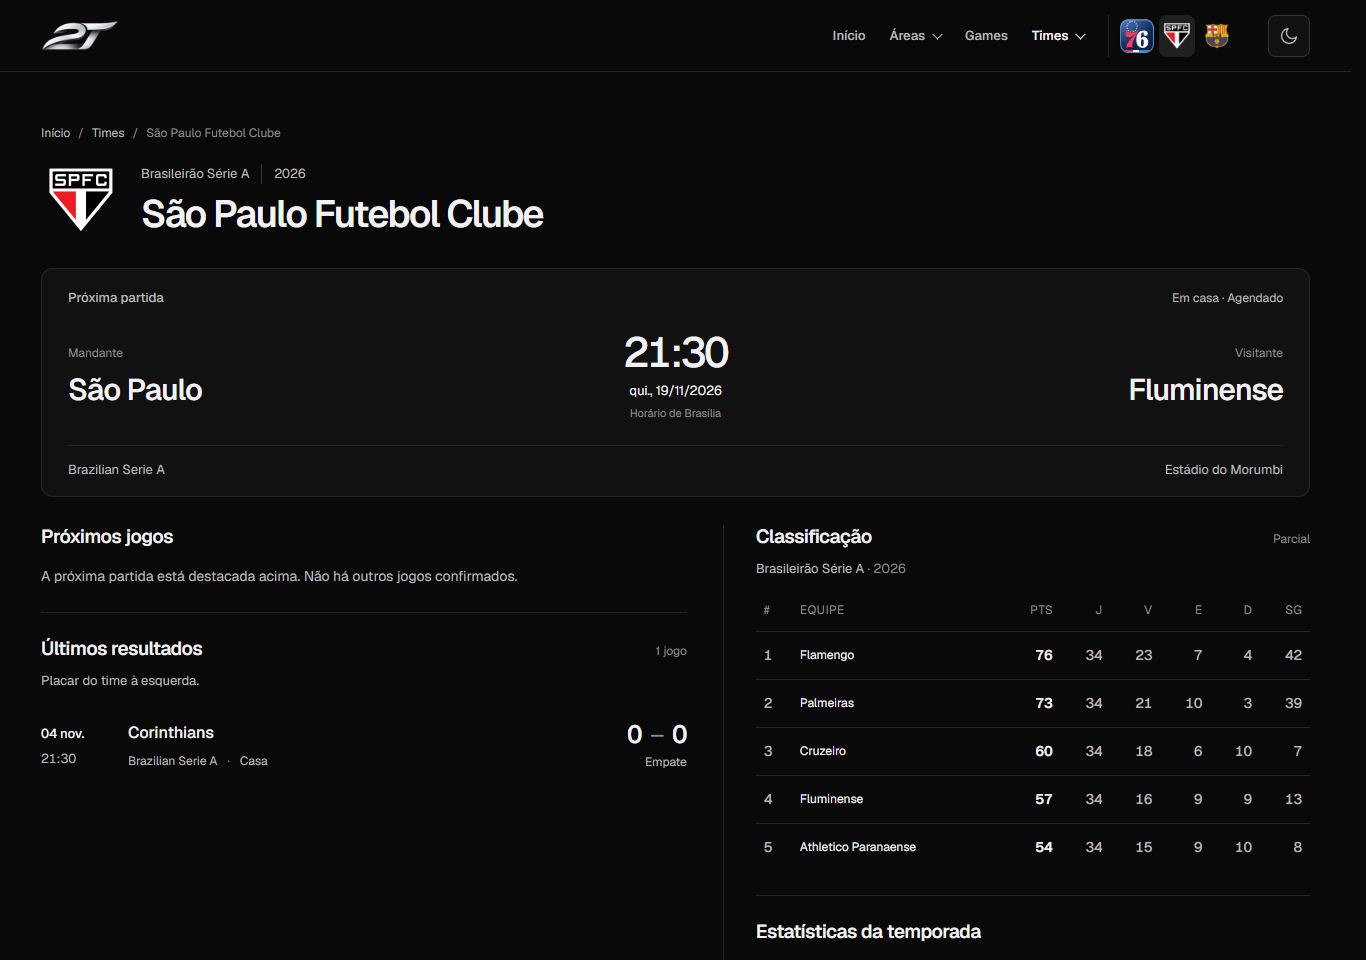 2T
Início Áreas Games Times 76 SPFC
Início / Times / São Paulo Futebol Clube
SPFC
Brasileirão Série A 2026
São Paulo Futebol Clube
Próxima partida Em casa · Agendado
Mandante 21:30 Visitante
São Paulo qui., 19/11/2026 Fluminense
Horário de Brasília
Brazilian Serie A Estádio do Morumbi
Próximos jogos
A próxima partida está destacada acima. Não há outros jogos confirmados.
Últimos resultados 1 jogo
Placar do time à esquerda.
04 nov. Corinthians 0 — 0
21:30 Brazilian Serie A · Casa Empate
Classificação Parcial
Brasileirão Série A · 2026
# EQUIPE PTS J V E D SG
1 Flamengo 76 34 23 7 4 42
2 Palmeiras 73 34 21 10 3 39
3 Cruzeiro 60 34 18 6 10 7
4 Fluminense 57 34 16 9 9 13
5 Athletico Paranaense 54 34 15 9 10 8
Estatísticas da temporada